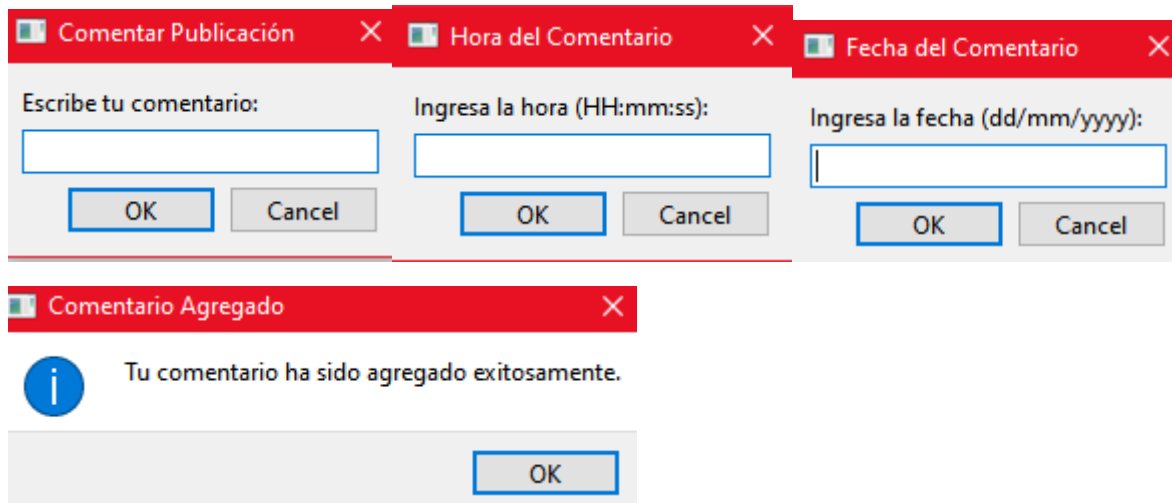 Comentar Publicación
Escribe tu comentario:
OK
Cancel
Hora del Comentario
Ingresa la hora (HH:mm:ss):
OK
Cancel
Fecha del Comentario
Ingresa la fecha (dd/mm/yyyy):
OK
Cancel
Comentario Agregado
Tu comentario ha sido agregado exitosamente.
OK